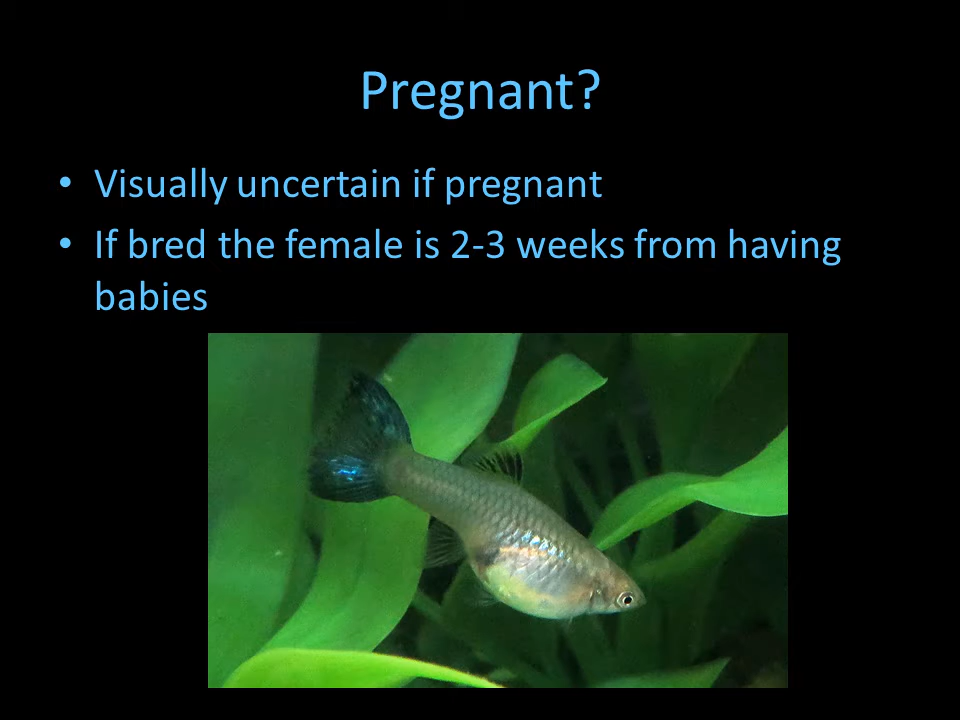 Pregnant?
• Visually uncertain if pregnant
• If bred the female is 2-3 weeks from having
babies